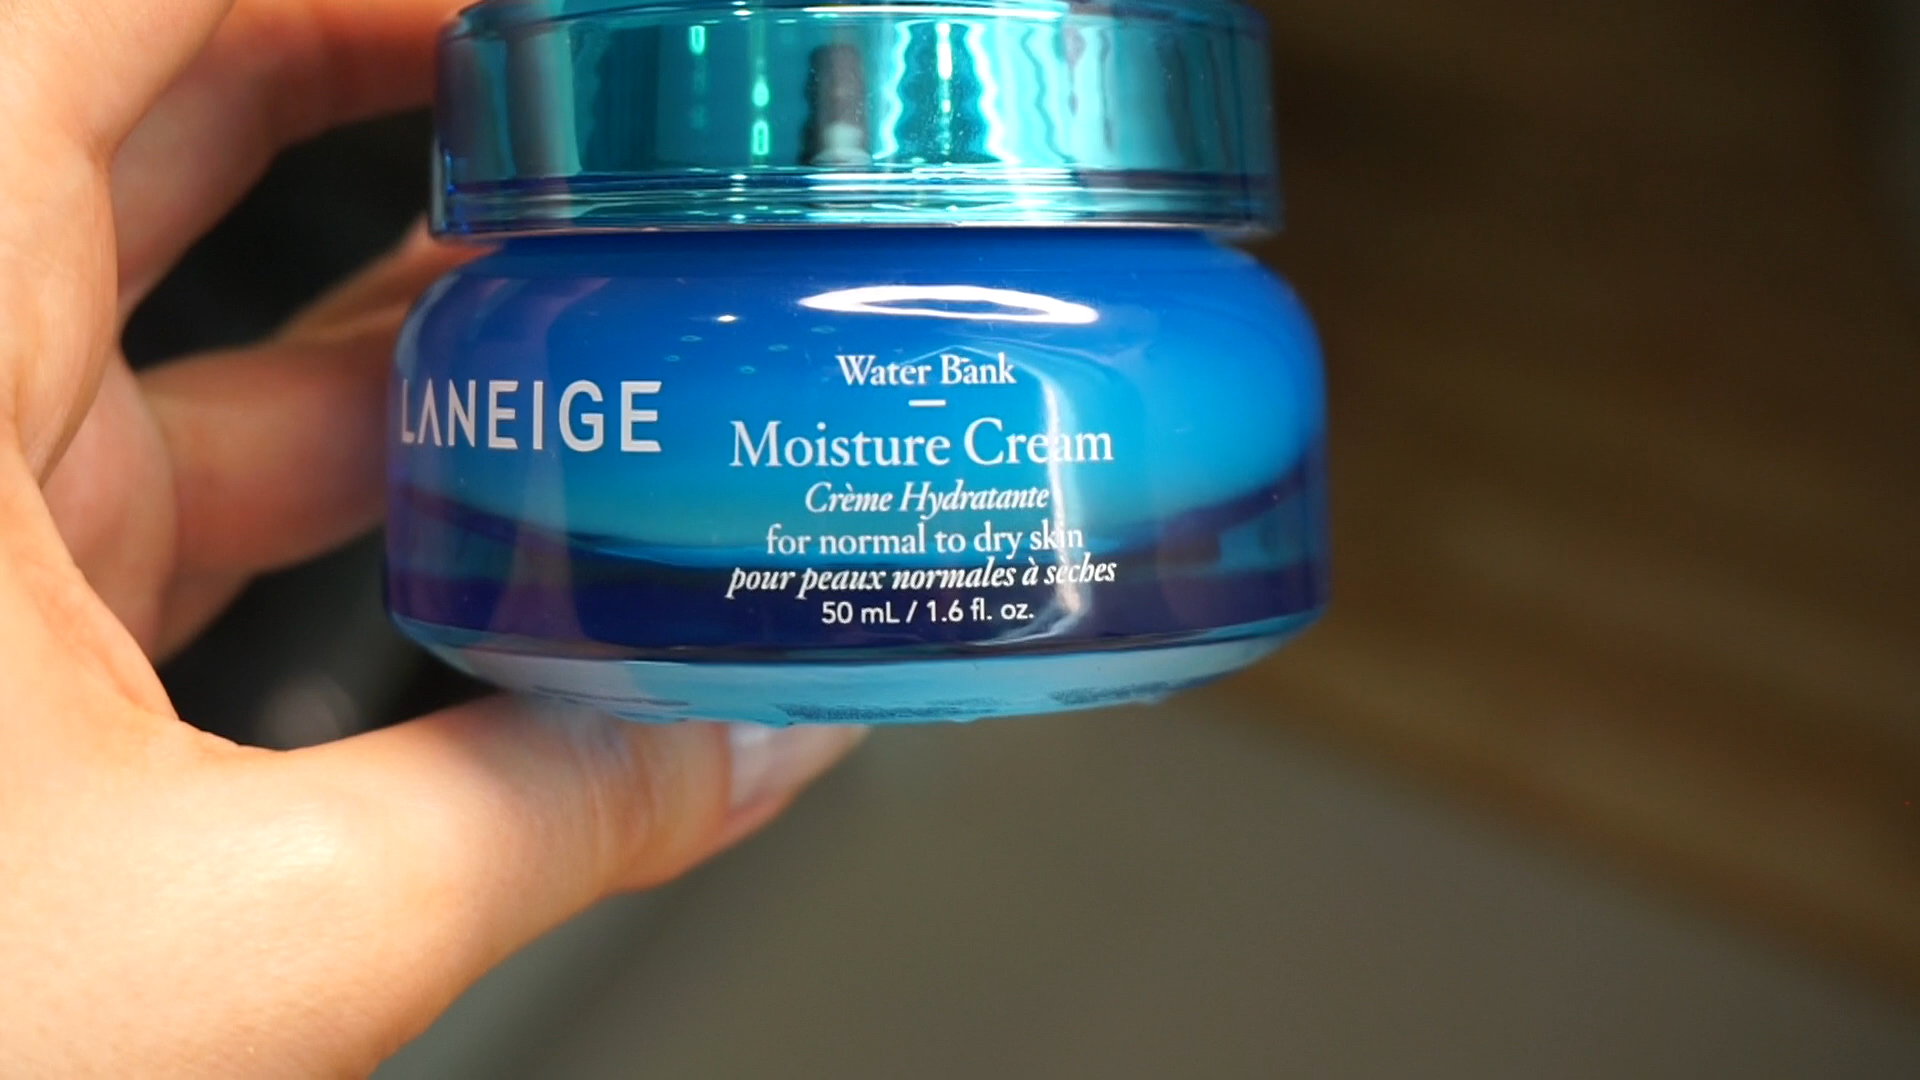 LANEIGE
Water Bank
Moisture Cream
Crème Hydratante
for normal to dry skin
pour peaux normales à sèches
50 mL / 1.6 fl. oz.